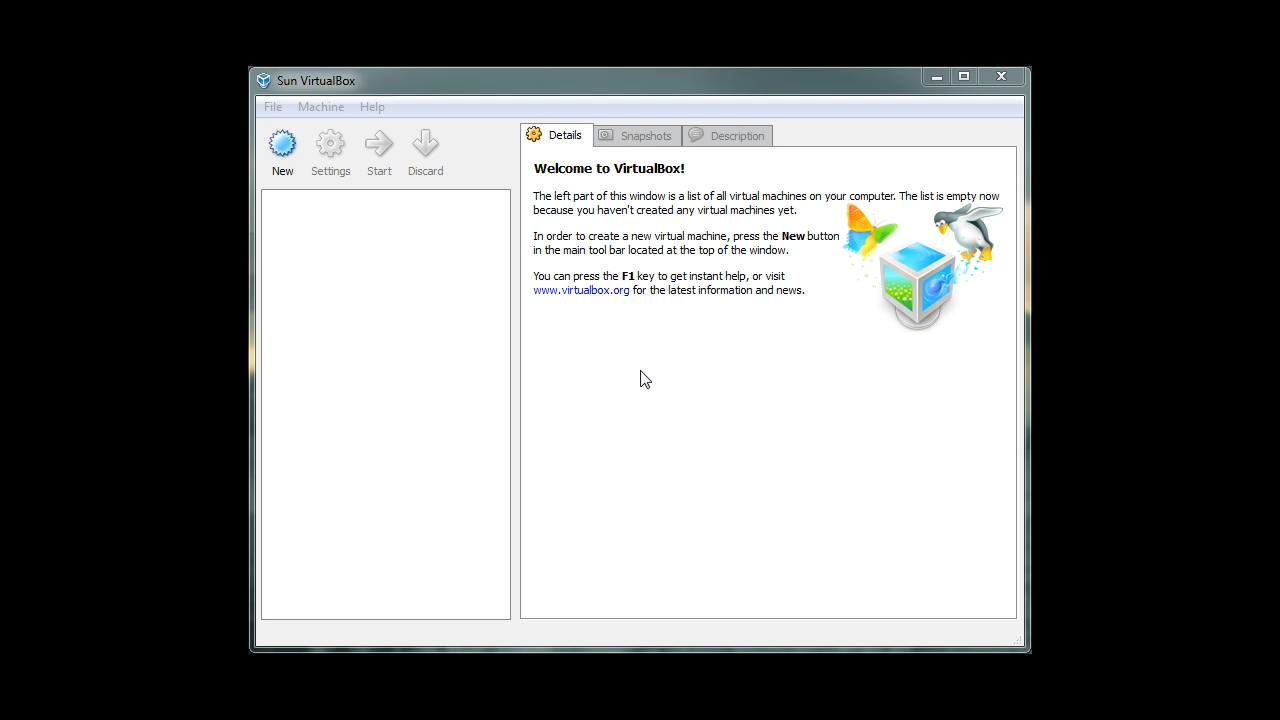 Sun VirtualBox
File Machine Help
New Settings Start Discard
Details Snapshots Description
Welcome to VirtualBox!
The left part of this window is a list of all virtual machines on your computer. The list is empty now
because you haven't created any virtual machines yet.
In order to create a new virtual machine, press the New button
in the main tool bar located at the top of the window.
You can press the F1 key to get instant help, or visit
www.virtualbox.org for the latest information and news.